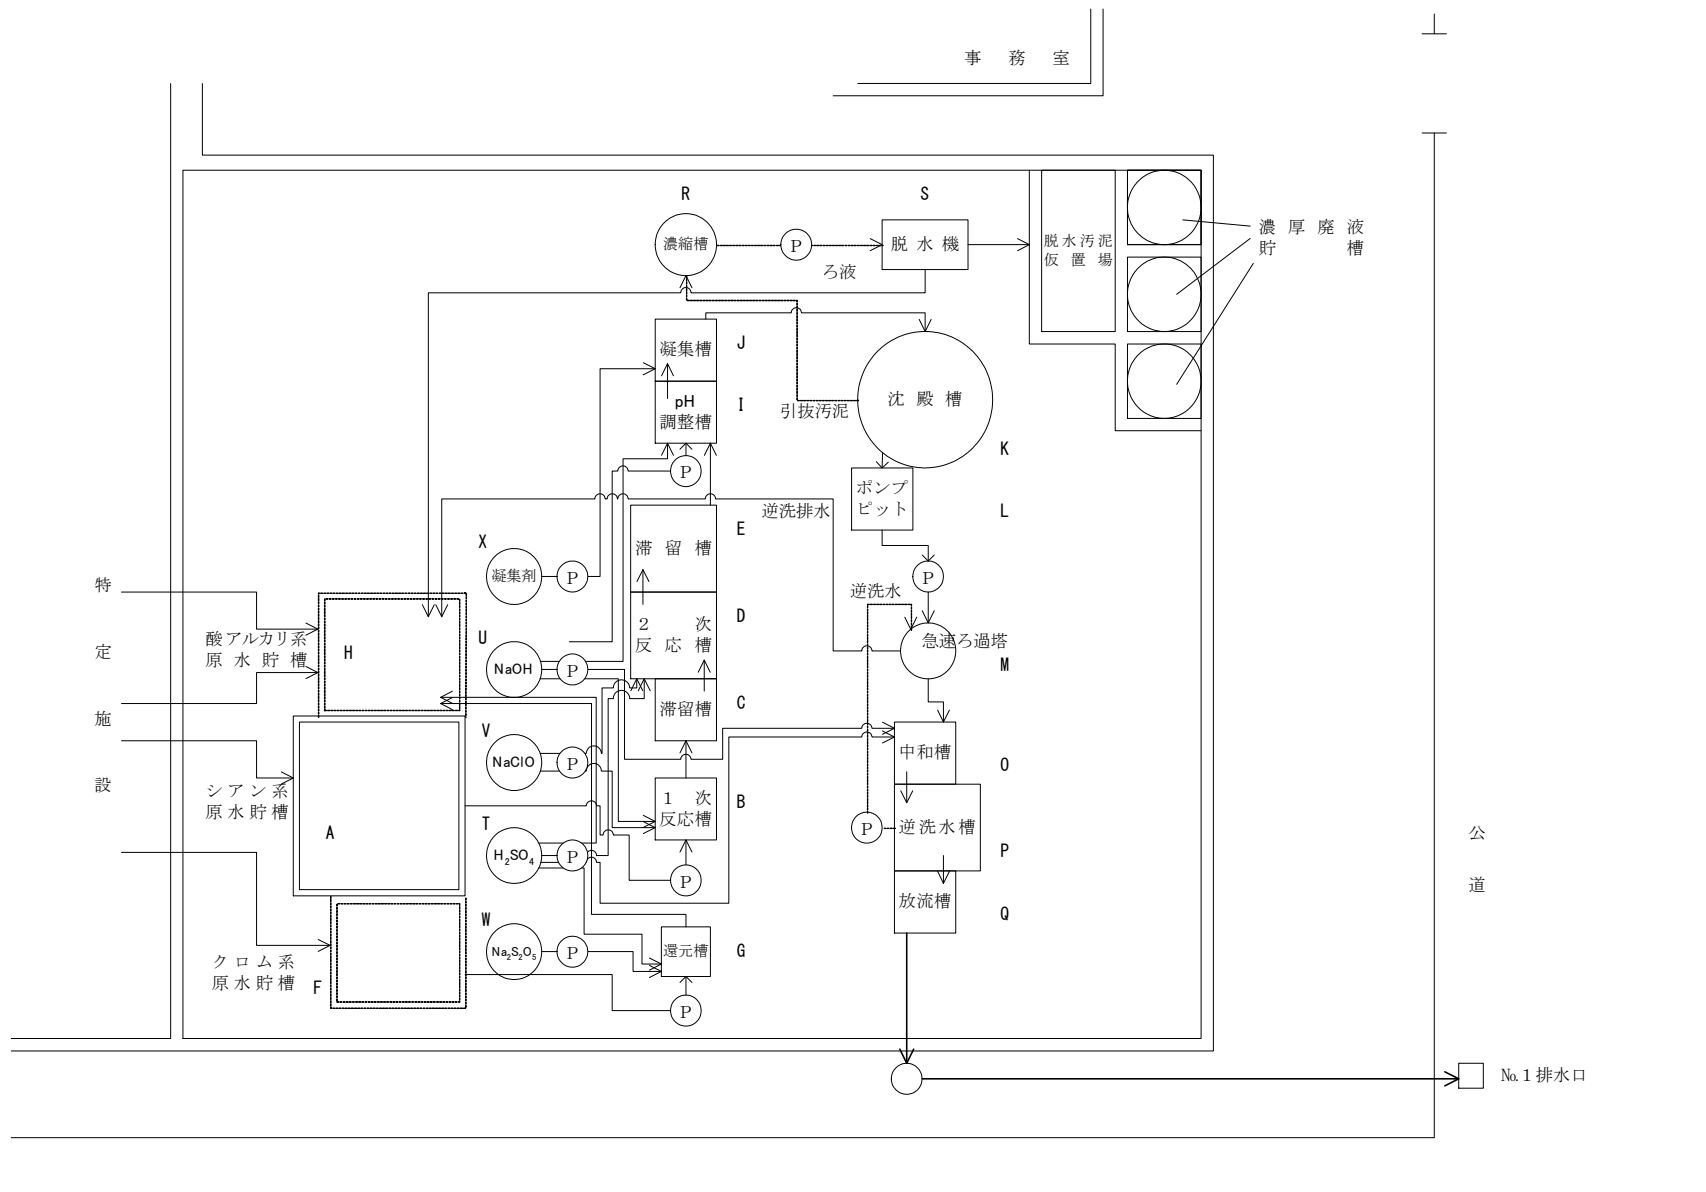 事 務 室
R
S
濃縮槽
P
脱 水 機
ろ液
脱水汚泥
仮 置 場
濃 厚 廃 液
貯 槽
J
凝集槽
I
pH
調整槽
P
沈 殿 槽
引抜汚泥
K
ポンプ
ピット
L
逆洗排水
E
滞 留 槽
X
凝集剤
P
P
逆洗水
D
2 次
反 応 槽
急速ろ過塔
M
特
定
施
設
酸アルカリ系
原 水 貯 槽
H
U
NaOH
P
C
滞留槽
V
NaClO
P
中和槽
O
シアン系
原水貯槽
A
1 次
反応槽
B
P
逆洗水槽
P
T
H₂SO₄
P
P
放流槽
Q
W
Na₂S₂O₅
P
還元槽
G
クロム系
原水貯槽
F
P
公
道
№1排水口